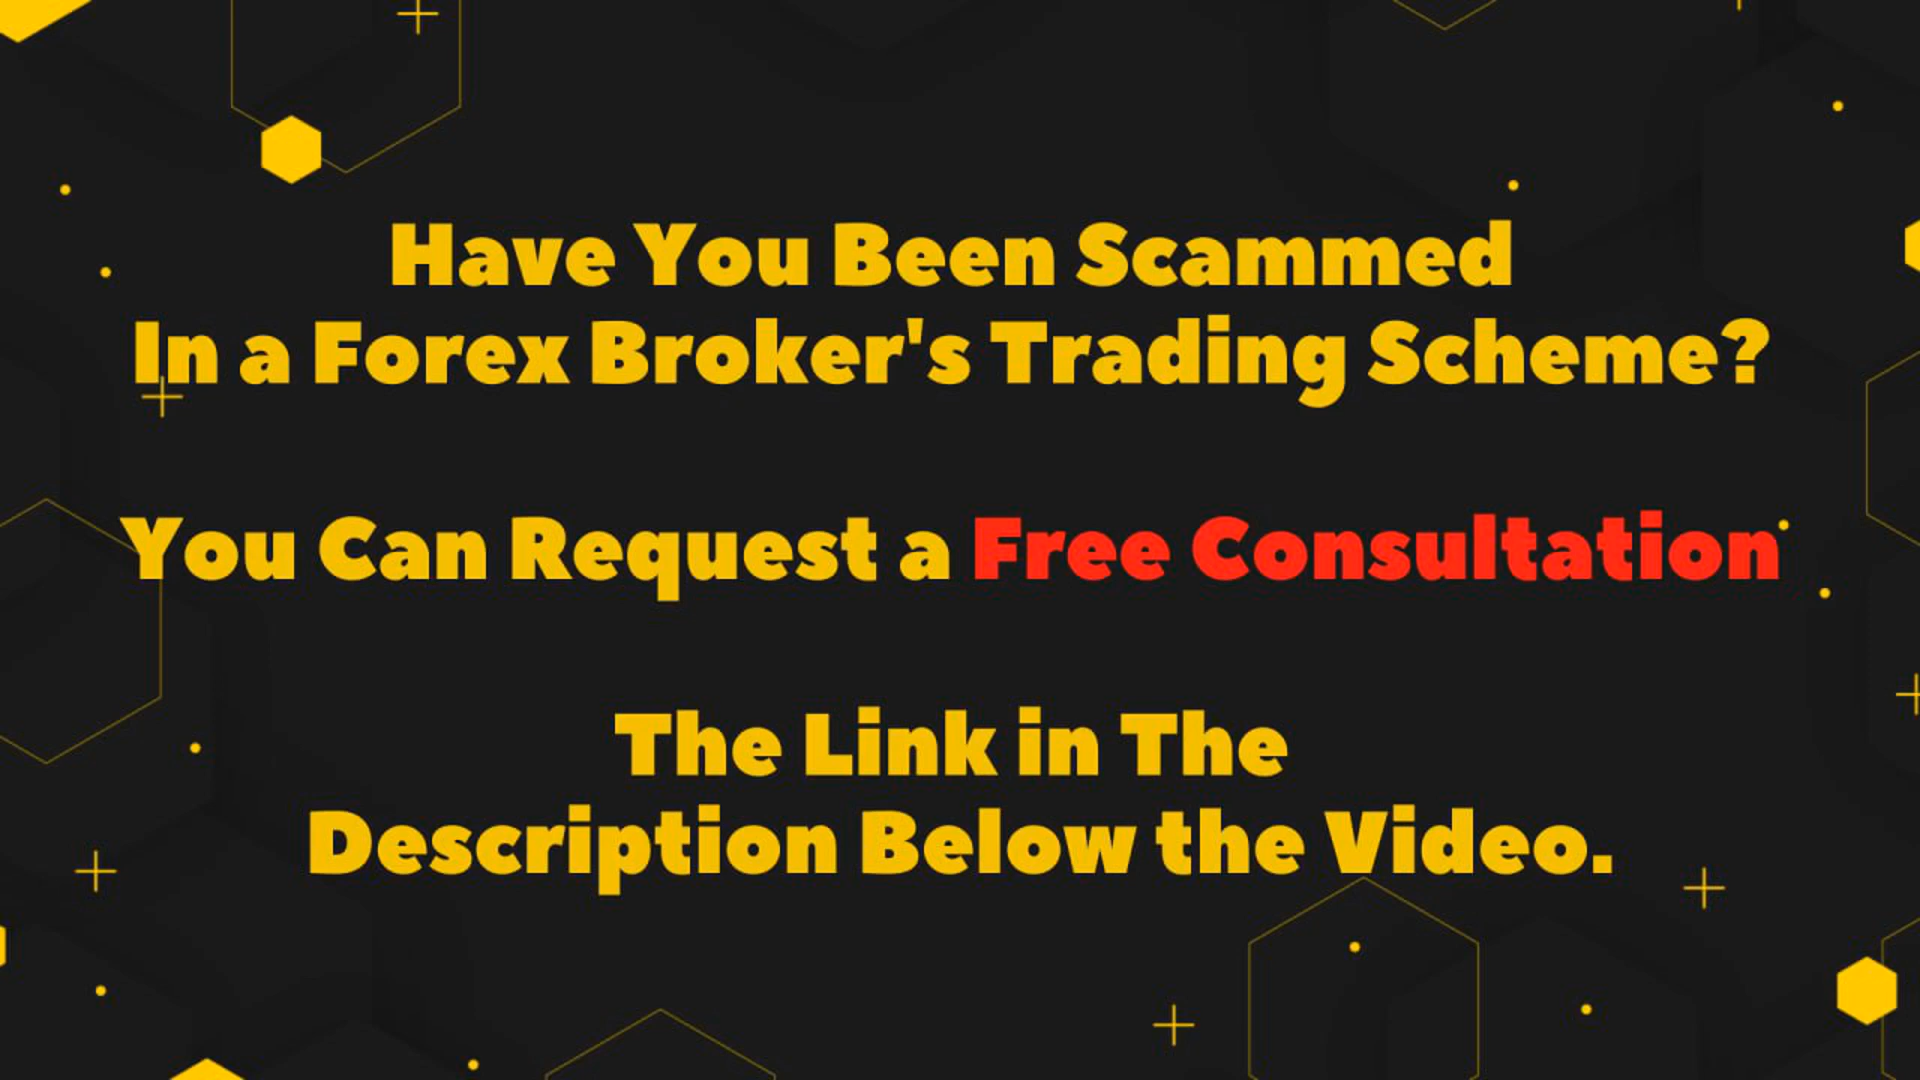 Have You Been Scammed
In a Forex Broker's Trading Scheme?
You Can Request a Free Consultation
The Link in The
Description Below the Video.